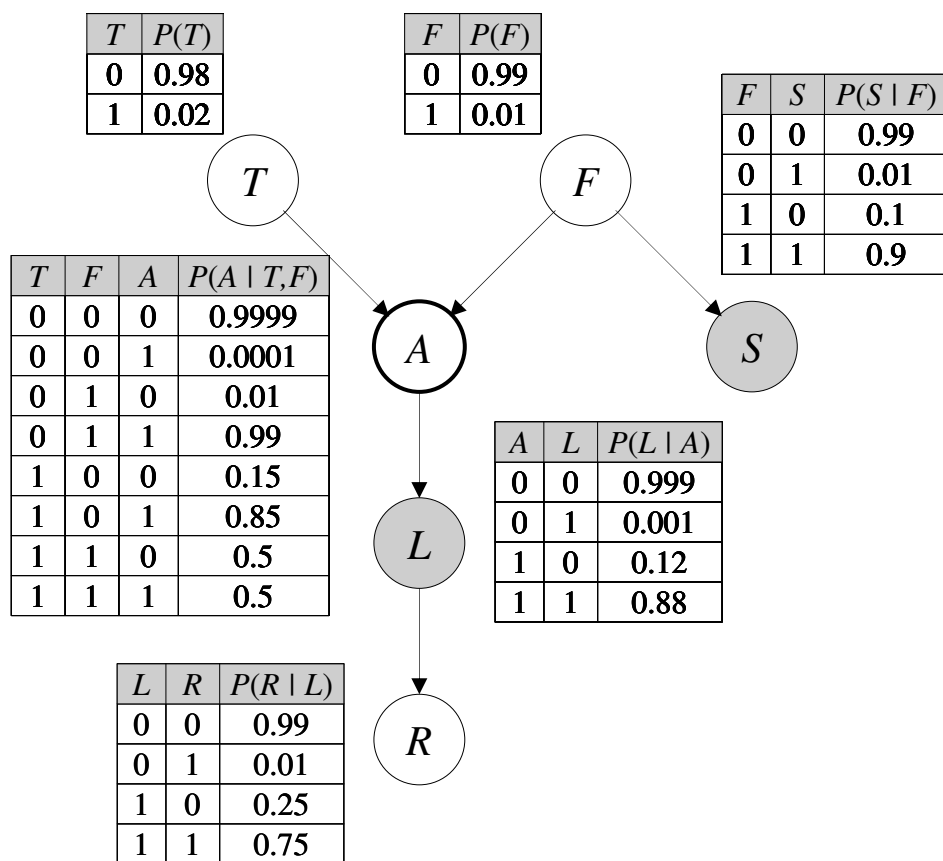 T P(T)
0 0.98
1 0.02
F P(F)
0 0.99
1 0.01
F S P(S | F)
0 0 0.99
0 1 0.01
1 0 0.1
1 1 0.9
T
F
T F A P(A | T,F)
0 0 0 0.9999
0 0 1 0.0001
0 1 0 0.01
0 1 1 0.99
1 0 0 0.15
1 0 1 0.85
1 1 0 0.5
1 1 1 0.5
A
S
A L P(L | A)
0 0 0.999
0 1 0.001
1 0 0.12
1 1 0.88
L
L R P(R | L)
0 0 0.99
0 1 0.01
1 0 0.25
1 1 0.75
R